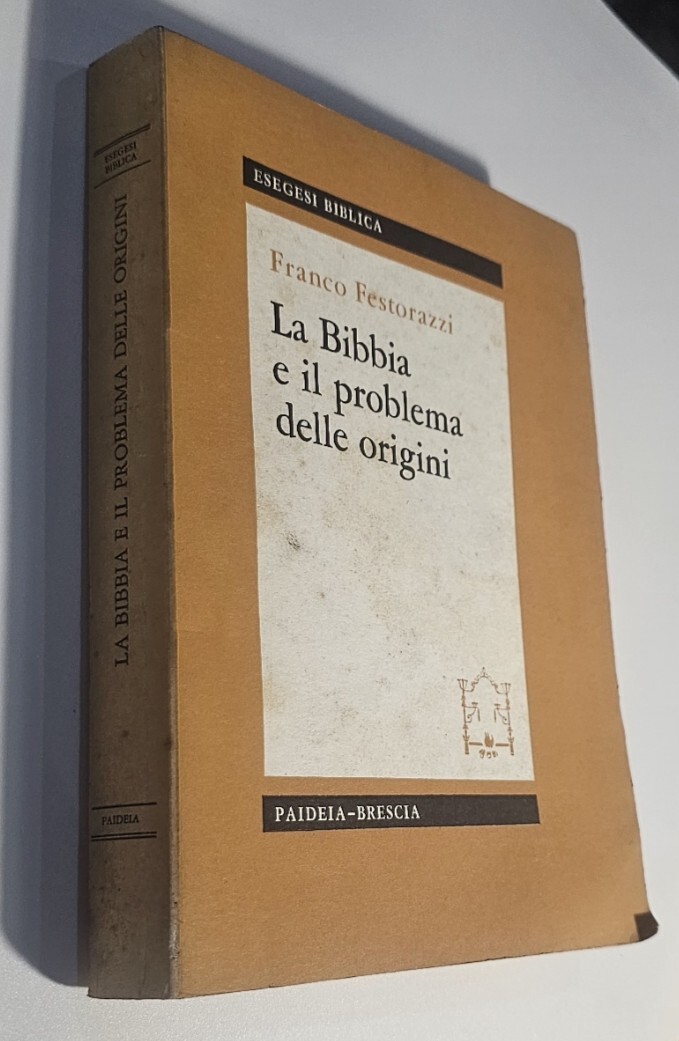 ESEGESI
BIBLICA
LA BIBBIA E IL PROBLEMA DELLE ORIGINI
PAIDEIA
ESEGESI BIBLICA
Franco Festorazzi
La Bibbia
e il problema
delle origini
PAIDEIA-BRESCIA